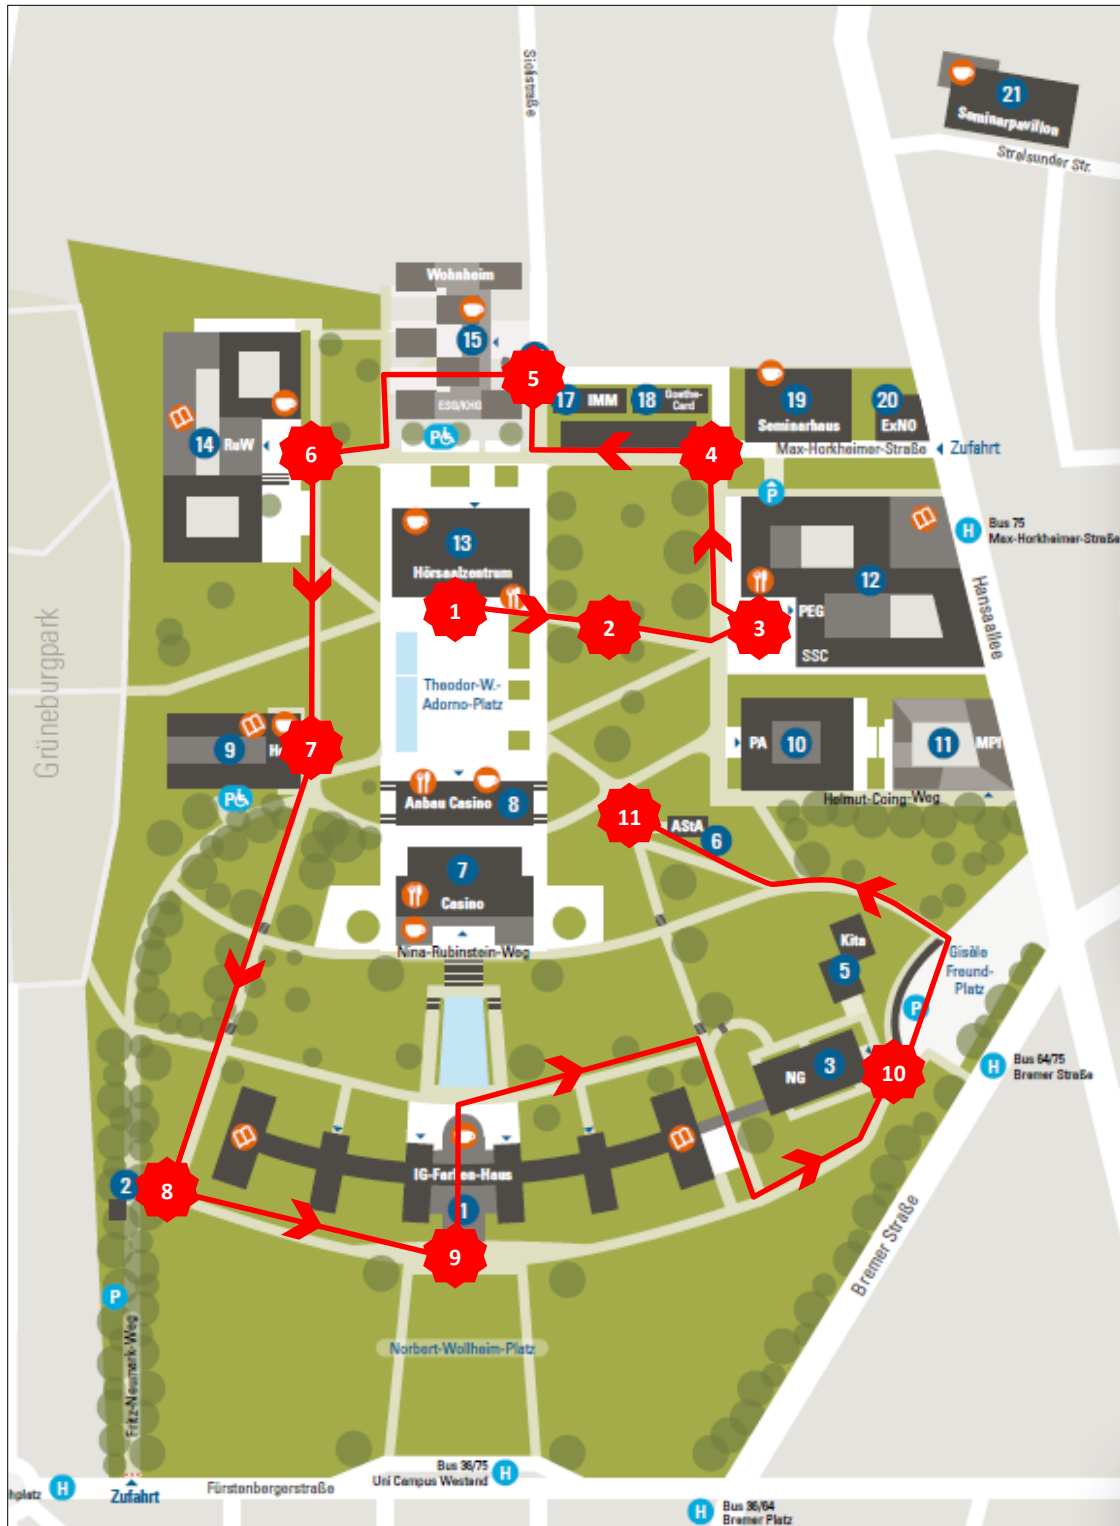 Siolistraße
21
Seminarpavillon
Stralsunder Str.
Wohnheim
15
5
17
IMM
18
Goethe-
Card
19
Seminarhaus
20
ExNO
ESG/KHG
P
14
RuW
6
4
Max-Horkheimer-Straße
Zufahrt
P
H
Bus 75
Max-Horkheimer-Straße
13
Hörsaalzentrum
12
1
2
3
PEG
SSC
Hansaallee
Grüneburgpark
Theodor-W.-
Adorno-Platz
9
7
P
PA
10
11
MPI
Helmut-Coing-Weg
Anbau Casino
8
11
AStA
6
7
Casino
Nina-Rubinstein-Weg
Kita
5
Gisèle
Freund-
Platz
P
NG
3
10
H
Bus 64/75
Bremer Straße
IG-Farben-Haus
2
8
1
9
Bremer Straße
P
Fritz-Neumark-Weg
Norbert-Wollheim-Platz
Bus 36/75
Uni Campus Westend
H
hplatz
H
Zufahrt
Fürstenbergerstraße
H
Bus 36/64
Bremer Platz